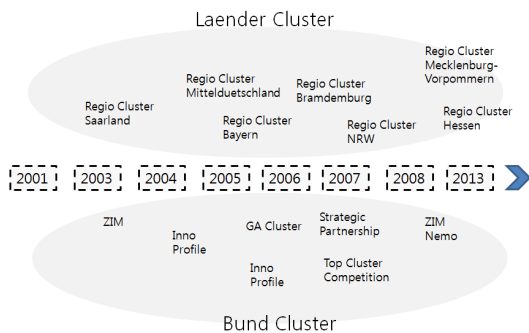 Laender Cluster
Regio Cluster
Mecklenburg-
Vorpommern
Regio Cluster
Mittelduetschland
Regio Cluster
Bramdemburg
Regio Cluster
Saarland
Regio Cluster
Bayern
Regio Cluster
NRW
Regio Cluster
Hessen
2001 2003 2004 2005 2006 2007 2008 2013
ZIM
Inno
Profile
GA Cluster
Inno
Profile
Strategic
Partnership
Top Cluster
Competition
ZIM
Nemo
Bund Cluster